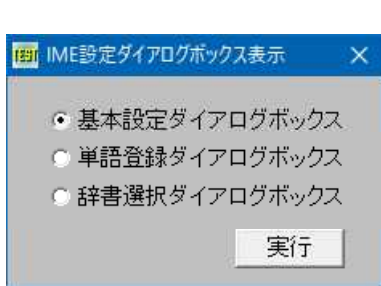 TEST IME設定ダイアログボックス表示
基本設定ダイアログボックス
単語登録ダイアログボックス
辞書選択ダイアログボックス
実行